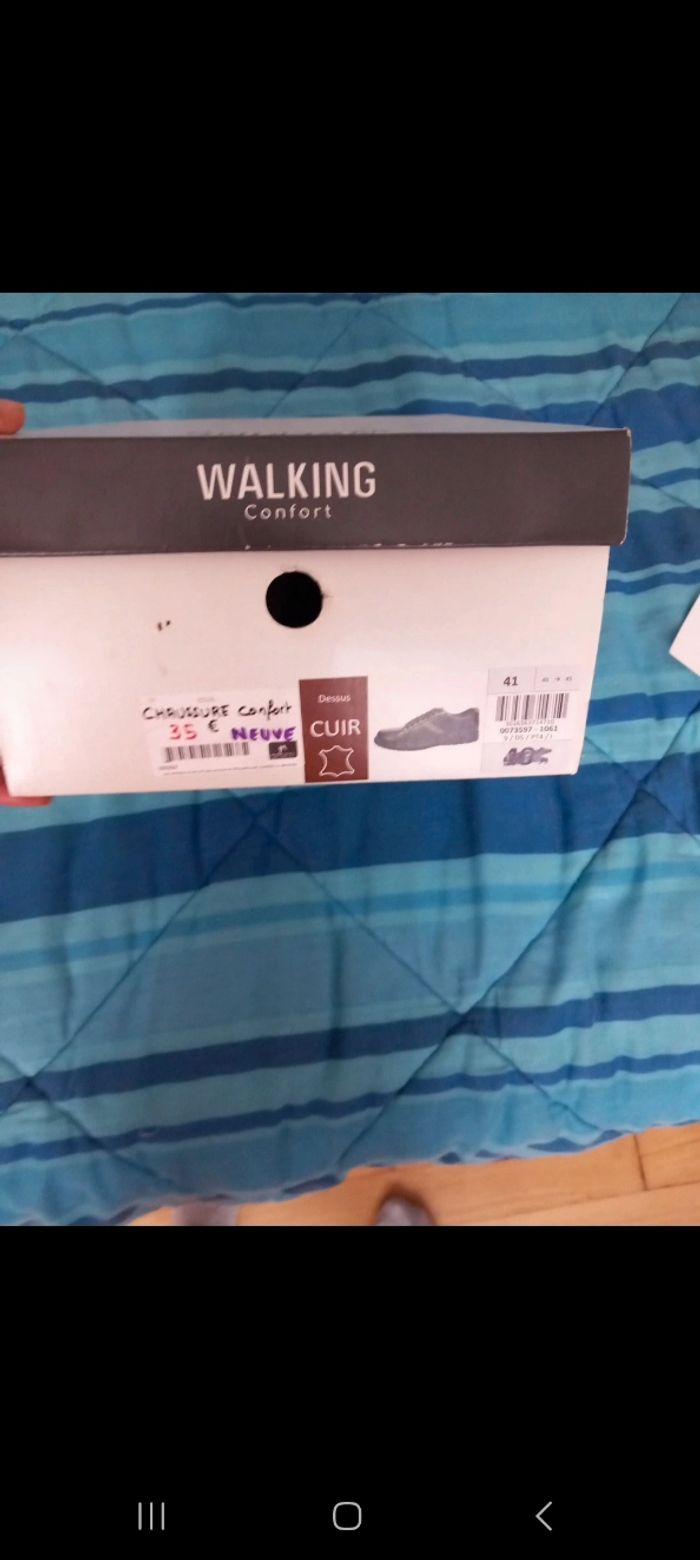 WALKING
Confort
CHAUSSURE Confort
35 €
NEUVE
Dessus
CUIR
41
0073597 - 1061